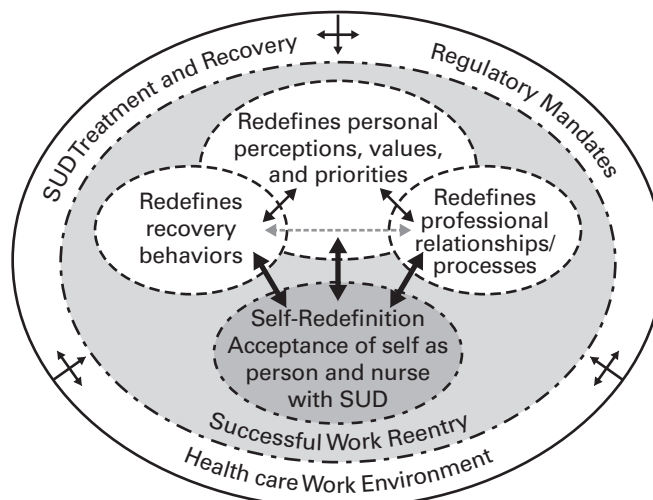 SUD Treatment and Recovery
Regulatory Mandates
Redefines personal
perceptions, values,
and priorities
Redefines
recovery
behaviors
Redefines
professional
relationships/
processes
Self-Redefinition
Acceptance of self as
person and nurse
with SUD
Successful Work Reentry
Health care Work Environment